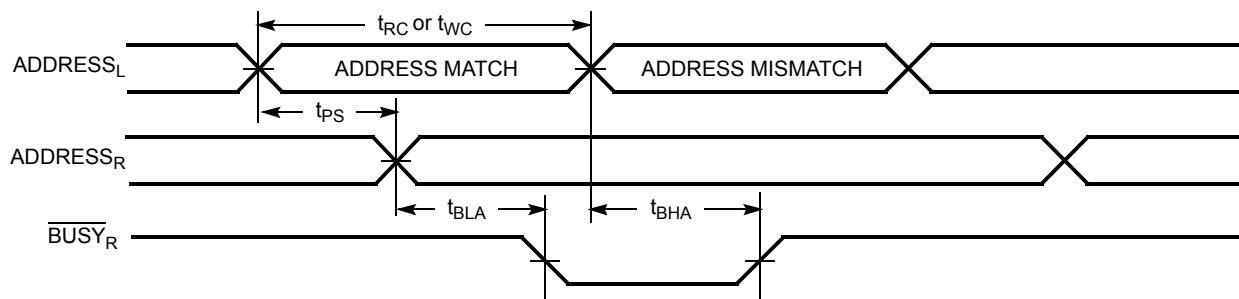 tRC or tWC
ADDRESSL
ADDRESS MATCH
ADDRESS MISMATCH
tPS
ADDRESSR
tBLA
tBHA
BUSYR